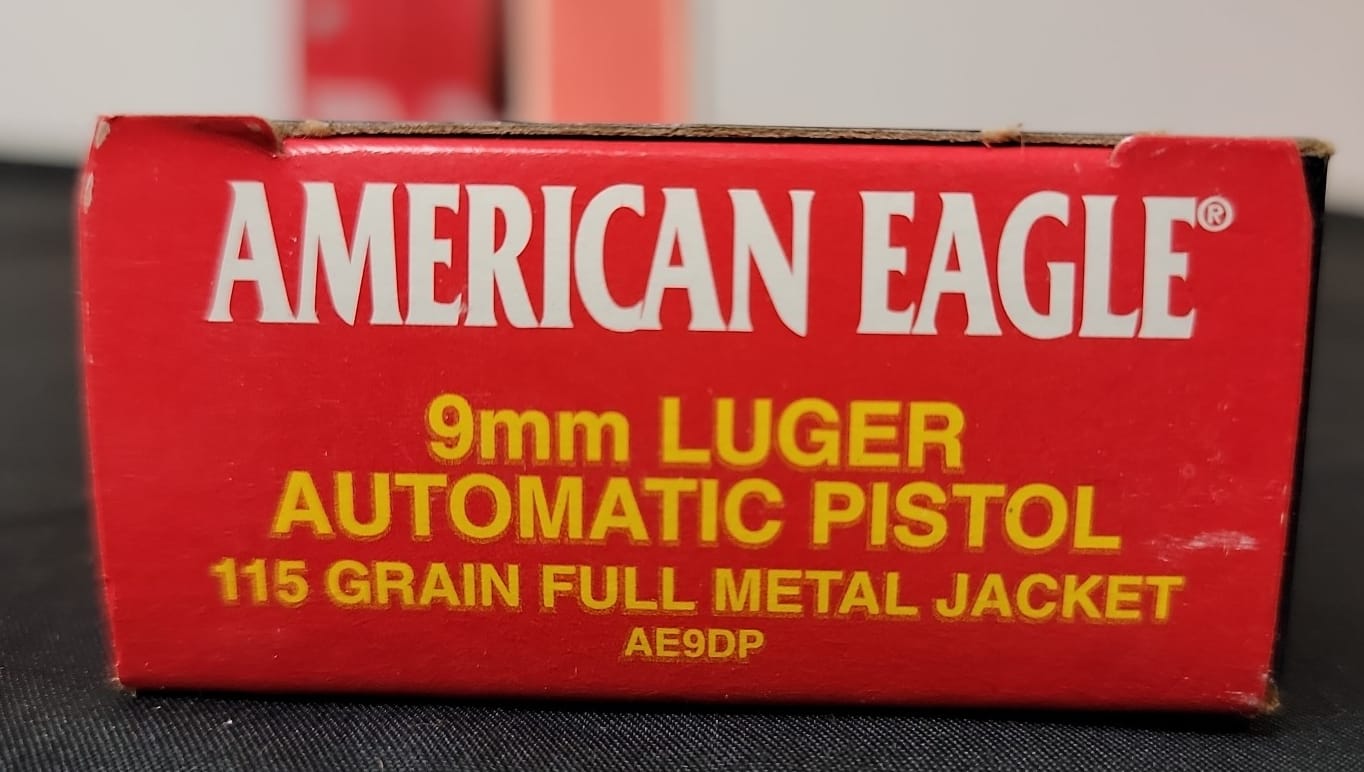 AMERICAN EAGLE®
9mm LUGER
AUTOMATIC PISTOL
115 GRAIN FULL METAL JACKET
AE9DP